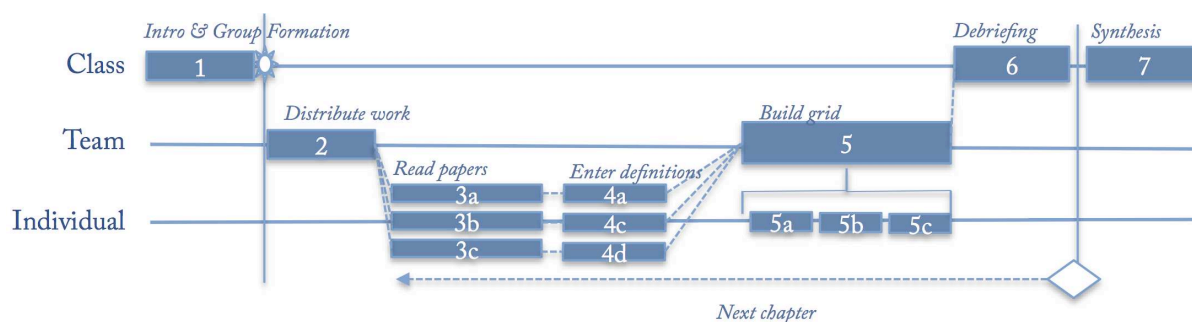 Intro & Group Formation
Debriefing
Synthesis
Class
1
6
7
Distribute work
Build grid
Team
2
5
Read papers
Enter definitions
3a
4a
Individual
3b
4c
5a
5b
5c
3c
4d
Next chapter